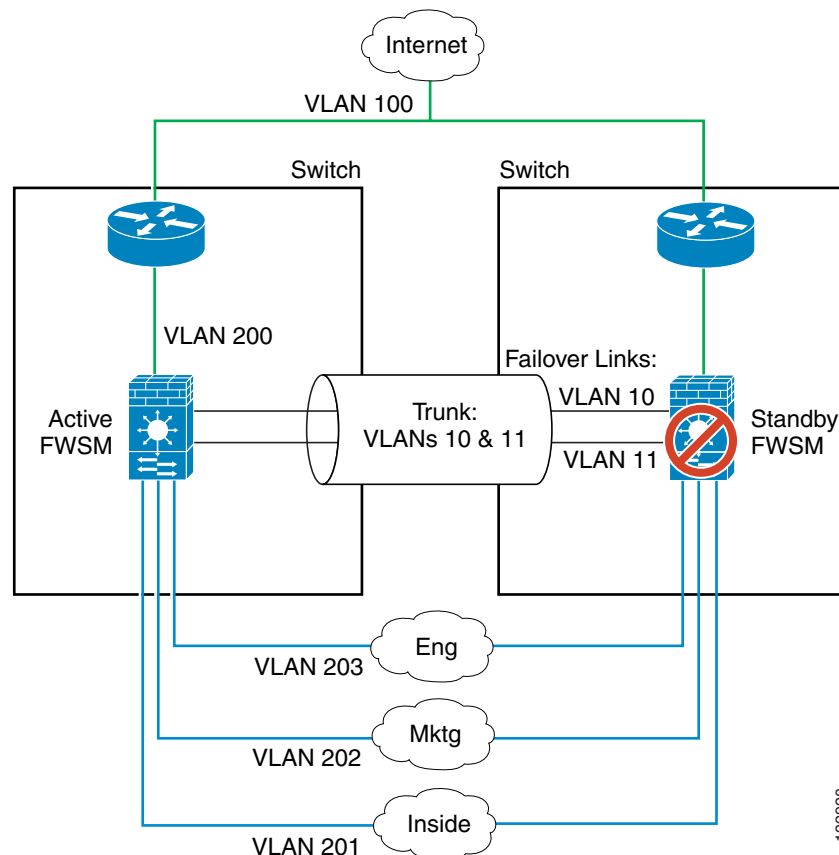 Internet
VLAN 100
Switch
Switch
VLAN 200
Failover Links:
VLAN 10
Active
FWSM
Trunk:
VLANs 10 & 11
Standby
FWSM
VLAN 11
Eng
VLAN 203
Mktg
VLAN 202
Inside
VLAN 201